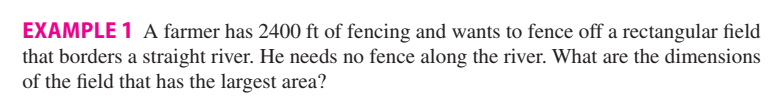 EXAMPLE 1 A farmer has 2400 ft of fencing and wants to fence off a rectangular field
that borders a straight river. He needs no fence along the river. What are the dimensions
of the field that has the largest area?